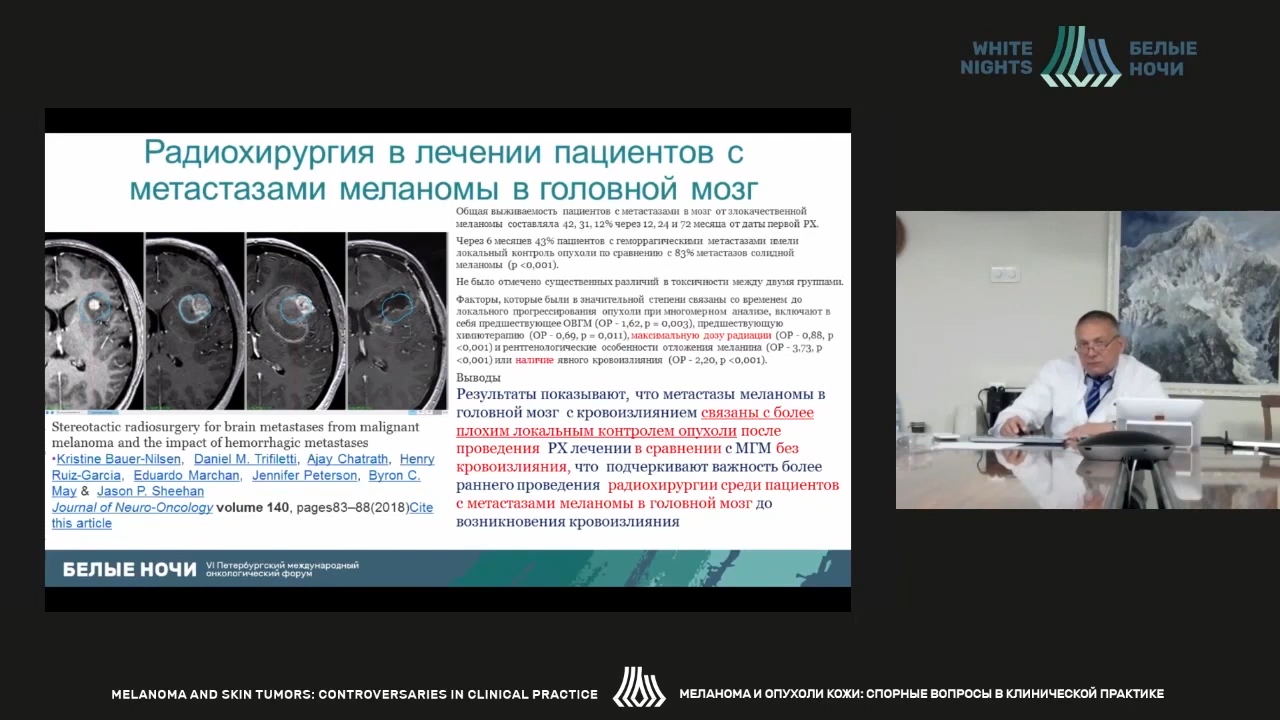 WHITE
NIGHTS
БЕЛЫЕ
НОЧИ
Радиохирургия в лечении пациентов с
метастазами меланомы в головной мозг
Stereotactic radiosurgery for brain metastases from malignant
melanoma and the impact of hemorrhagic metastases
•Kristine Bauer-Nilsen, Daniel M. Trifiletti, Ajay Chatrath, Henry
Ruiz-Garcia, Eduardo Marchan, Jennifer Peterson, Byron C.
May & Jason P. Sheehan
Journal of Neuro-Oncology volume 140, pages83–88(2018)Cite
this article
Общая выживаемость пациентов с метастазами в мозг от злокачественной
меланомы составляла 42, 31, 12% через 12, 24 и 72 месяца от даты первой РХ.
Через 6 месяцев 43% пациентов с геморрагическими метастазами имели
локальный контроль опухоли по сравнению с 83% метастазов солидной
меланомы (р <0,001).
Не было отмечено существенных различий в токсичности между двумя группами.
Факторы, которые были в значительной степени связаны со временем до
локального прогрессирования опухоли при многомерном анализе, включают в
себя предшествующее ОВГМ (ОР - 1,62, р = 0,003), предшествующую
химиотерапию (ОР - 0,69, р = 0,011), максимальную дозу радиации (ОР - 0,88, р
<0,001) и рентгенологические особенности отложения меланина (ОР - 3,73, р
<0,001) или наличие явного кровоизлияния (ОР - 2,20, р <0,001).
Выводы
Результаты показывают, что метастазы меланомы в
головной мозг с кровоизлиянием связаны с более
плохим локальным контролем опухоли после
проведения РХ лечении в сравнении с МГМ без
кровоизлияния, что подчеркивают важность более
раннего проведения радиохирургии среди пациентов
с метастазами меланомы в головной мозг до
возникновения кровоизлияния
БЕЛЫЕ НОЧИ
VI Петербургский международный
онкологический форум
MELANOMA AND SKIN TUMORS: CONTROVERSARIES IN CLINICAL PRACTICE
МЕЛАНОМА И ОПУХОЛИ КОЖИ: СПОРНЫЕ ВОПРОСЫ В КЛИНИЧЕСКОЙ ПРАКТИКЕ